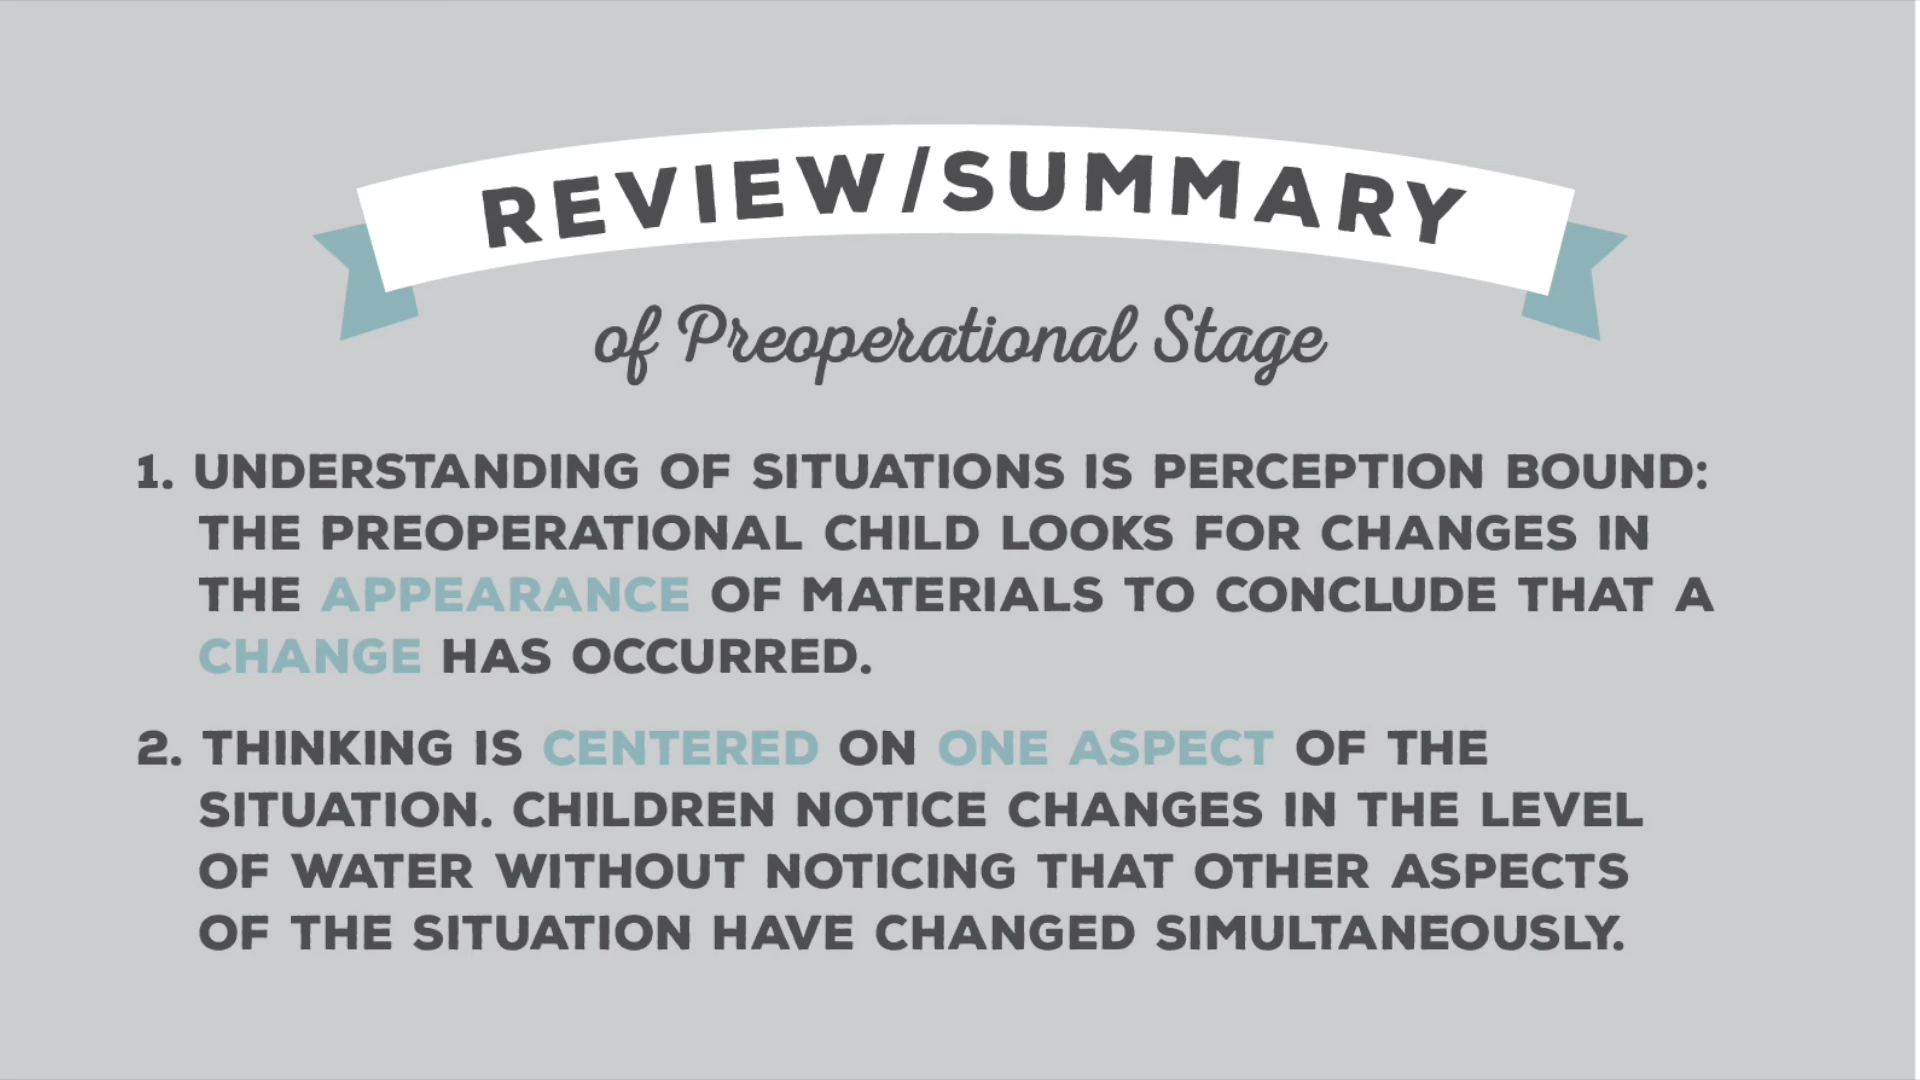 REVIEW/SUMMARY
of Preoperational Stage
1. UNDERSTANDING OF SITUATIONS IS PERCEPTION BOUND:
THE PREOPERATIONAL CHILD LOOKS FOR CHANGES IN
THE APPEARANCE OF MATERIALS TO CONCLUDE THAT A
CHANGE HAS OCCURRED.
2. THINKING IS CENTERED ON ONE ASPECT OF THE
SITUATION. CHILDREN NOTICE CHANGES IN THE LEVEL
OF WATER WITHOUT NOTICING THAT OTHER ASPECTS
OF THE SITUATION HAVE CHANGED SIMULTANEOUSLY.